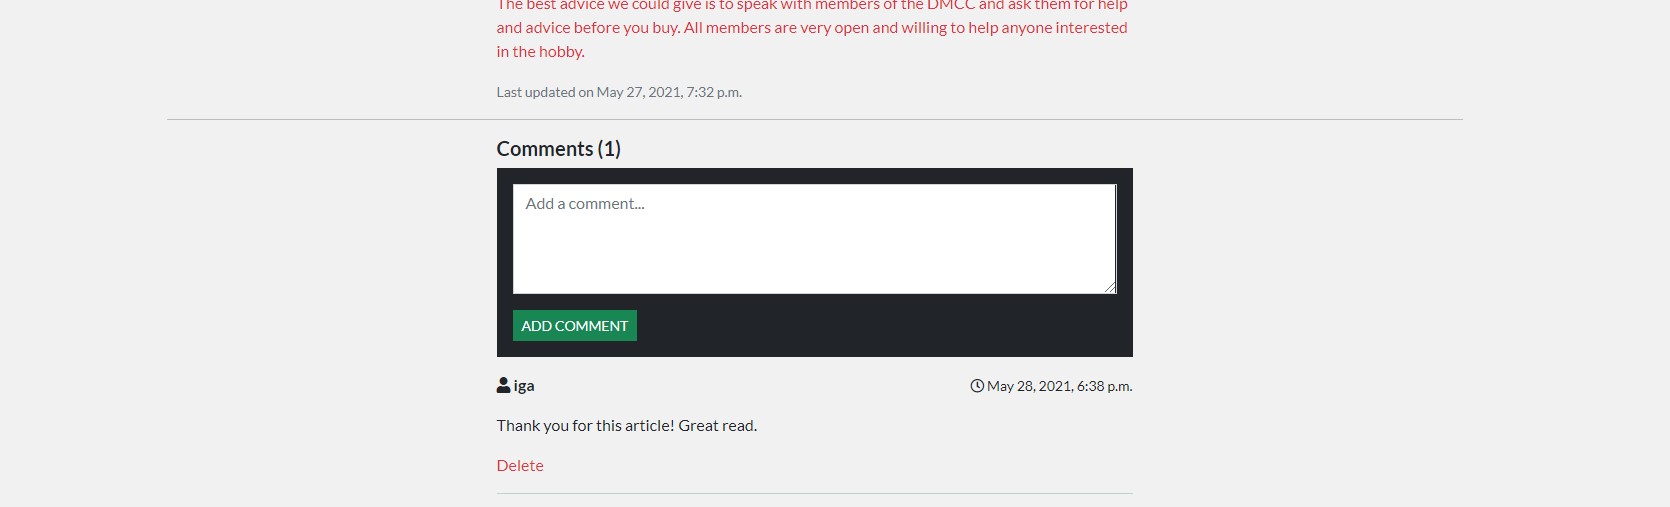 The best advice we could give is to speak with members of the DMCC and ask them for help
and advice before you buy. All members are very open and willing to help anyone interested
in the hobby.
Last updated on May 27, 2021, 7:32 p.m.
Comments (1)
Add a comment...
ADD COMMENT
iga May 28, 2021, 6:38 p.m.
Thank you for this article! Great read.
Delete